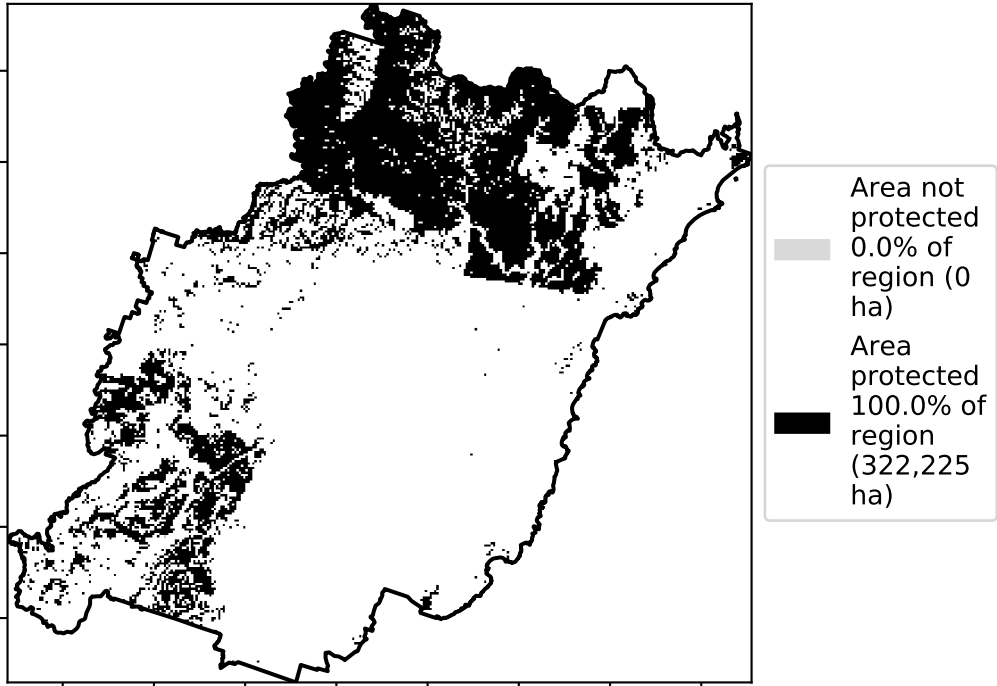 Area not
protected
0.0% of
region (0
ha)
Area
protected
100.0% of
region
(322,225
ha)